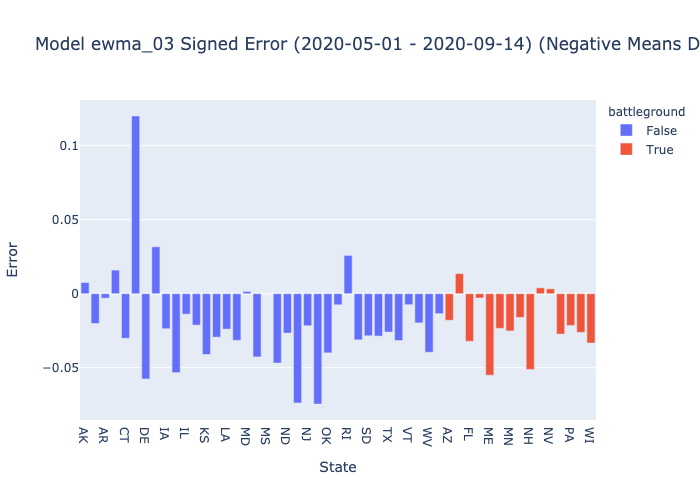 Model ewma_03 Signed Error (2020-05-01 - 2020-09-14) (Negative Means D
battleground
False
True
0.1
0.05
0
−0.05
Error
AK AR CT DE IA IL KS LA MD MS ND NJ OK RI SD TX VT WV AZ FL ME MN NH NV PA WI
State